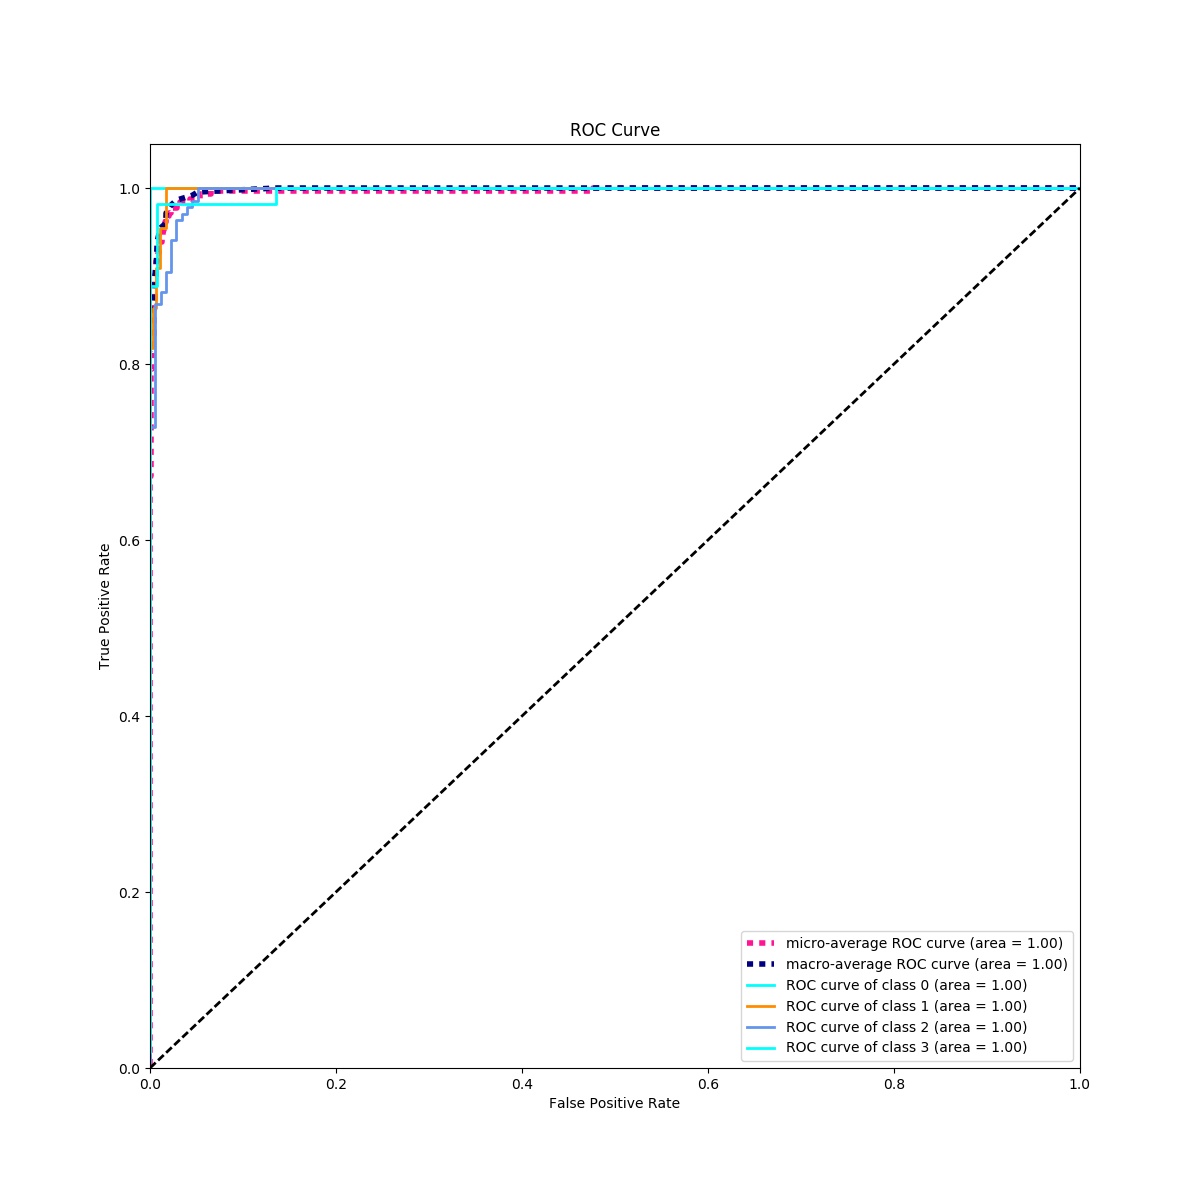 ROC Curve
1.0
0.8
0.6
0.4
0.2
0.0
True Positive Rate
0.0 0.2 0.4 0.6 0.8 1.0
False Positive Rate
micro-average ROC curve (area = 1.00)
macro-average ROC curve (area = 1.00)
ROC curve of class 0 (area = 1.00)
ROC curve of class 1 (area = 1.00)
ROC curve of class 2 (area = 1.00)
ROC curve of class 3 (area = 1.00)